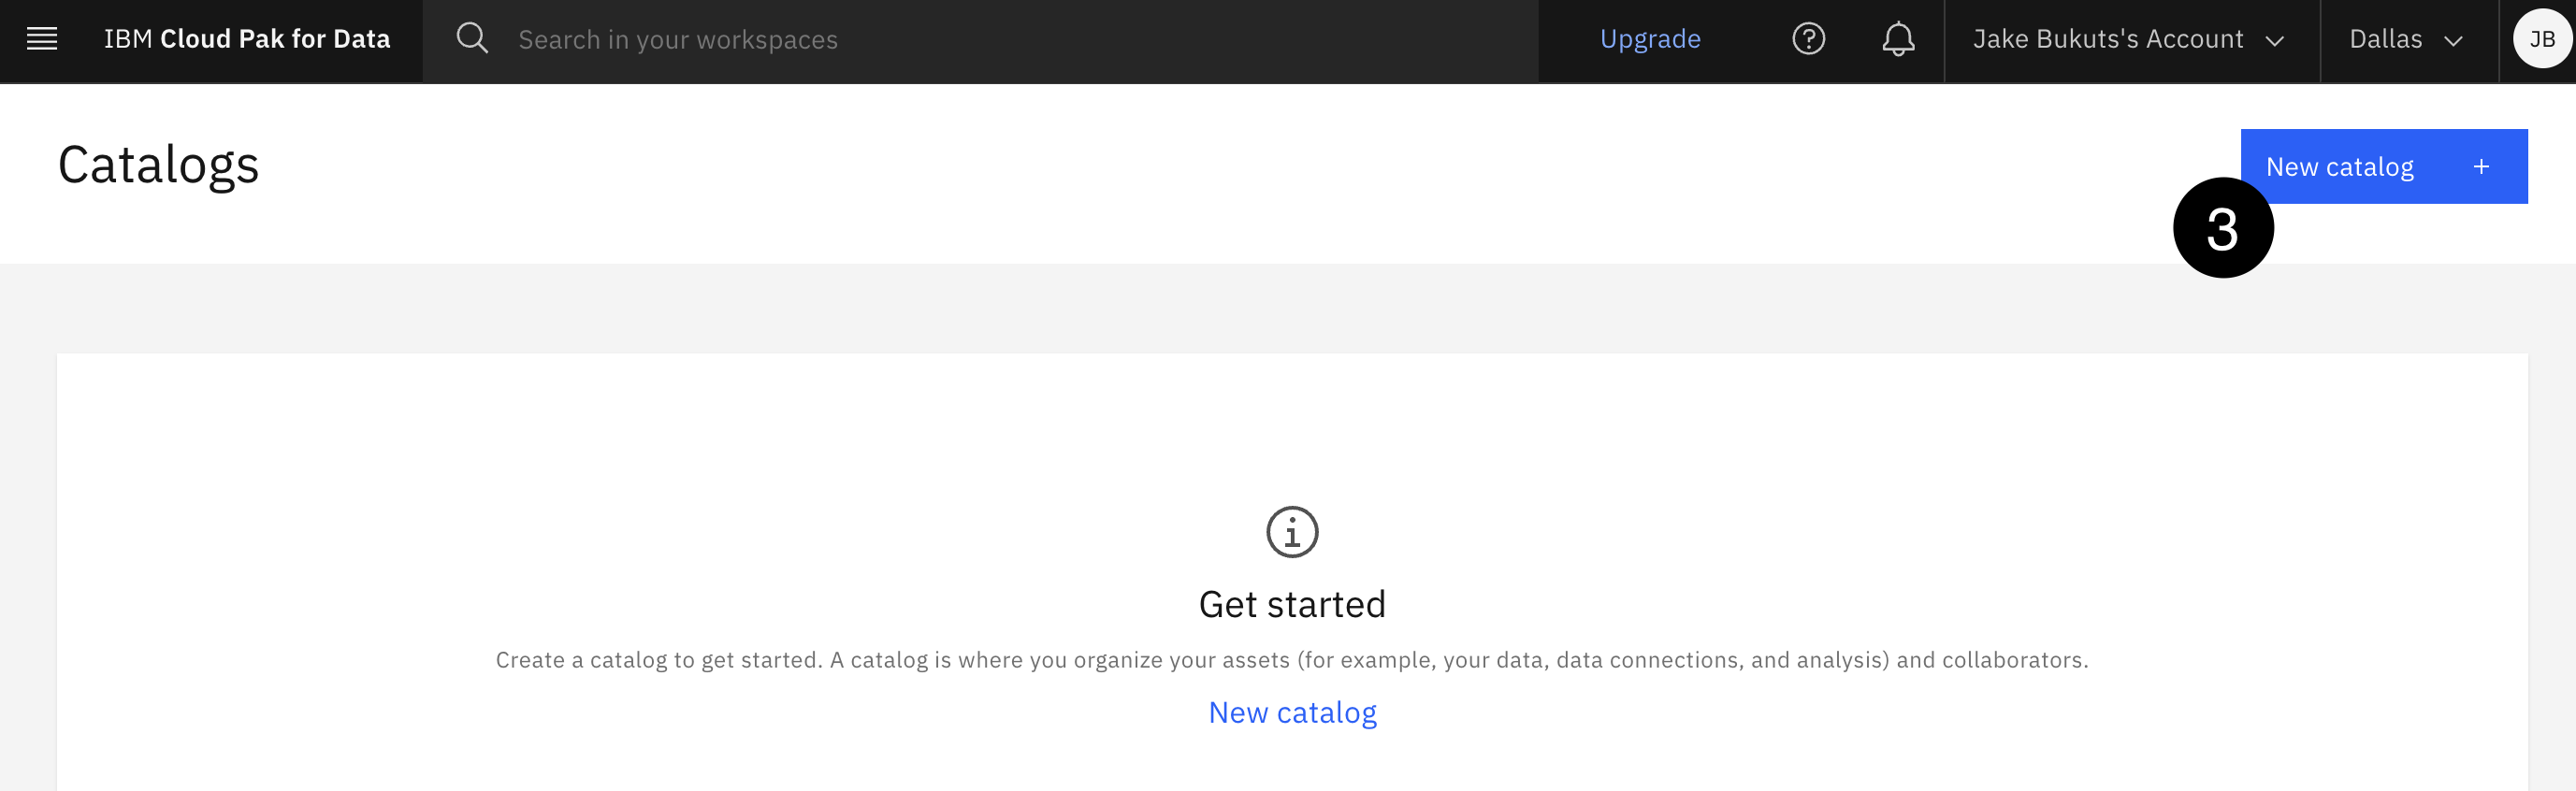 IBM Cloud Pak for Data
Search in your workspaces
Upgrade
Jake Bukuts's Account
Dallas
JB
Catalogs
New catalog +
3
Get started
Create a catalog to get started. A catalog is where you organize your assets (for example, your data, data connections, and analysis) and collaborators.
New catalog